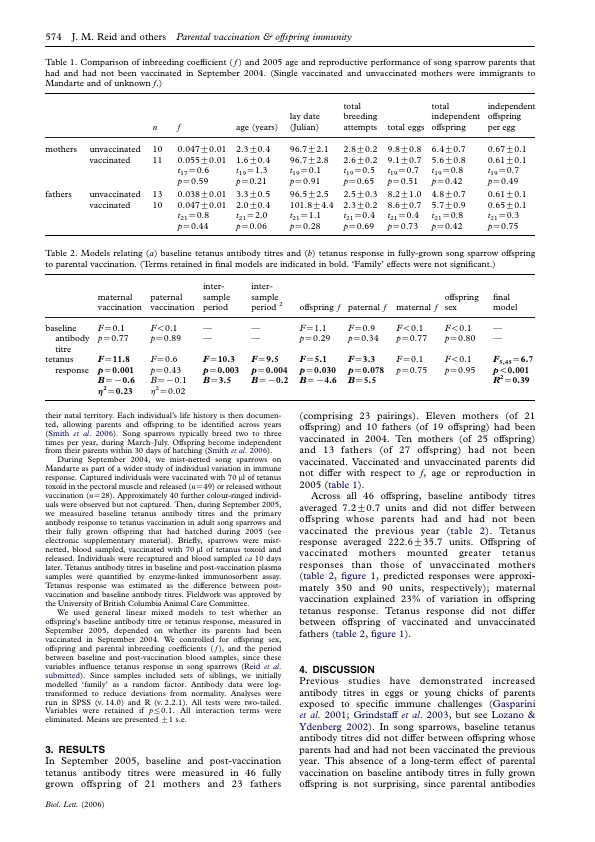 574 J. M. Reid and others Parental vaccination & offspring immunity
Table 1. Comparison of inbreeding coefficient (f) and 2005 age and reproductive performance of song sparrow parents that
had and had not been vaccinated in September 2004. (Single vaccinated and unvaccinated mothers were immigrants to
Mandarte and of unknown f.)
n f age (years) lay date (Julian) total breeding attempts total eggs total independent offspring independent offspring per egg
mothers unvaccinated 10 0.047±0.01 2.3±0.4 96.7±2.1 2.8±0.2 9.8±0.8 6.4±0.7 0.67±0.1
vaccinated 11 0.055±0.01 1.6±0.4 96.7±2.8 2.6±0.2 9.1±0.7 5.6±0.8 0.61±0.1
t17=0.6 t19=1.3 t19=0.1 t19=0.5 t19=0.7 t19=0.8 t19=0.7
p=0.59 p=0.21 p=0.91 p=0.65 p=0.51 p=0.42 p=0.49
fathers unvaccinated 13 0.038±0.01 3.3±0.5 96.5±2.5 2.5±0.3 8.2±1.0 4.8±0.7 0.61±0.1
vaccinated 10 0.047±0.01 2.0±0.4 101.8±4.4 2.3±0.2 8.6±0.7 5.7±0.9 0.65±0.1
t21=0.8 t21=2.0 t21=1.1 t21=0.4 t21=0.4 t21=0.8 t21=0.3
p=0.44 p=0.06 p=0.28 p=0.69 p=0.73 p=0.42 p=0.75
Table 2. Models relating (a) baseline tetanus antibody titres and (b) tetanus response in fully-grown song sparrow offspring
to parental vaccination. (Terms retained in final models are indicated in bold. 'Family' effects were not significant.)
maternal vaccination paternal vaccination inter-sample period inter-sample period 2 offspring f paternal f maternal f offspring sex final model
baseline F=0.1 F<0.1 — — F=1.1 F=0.9 F<0.1 F<0.1 —
antibody p=0.77 p=0.89 — — p=0.29 p=0.34 p=0.77 p=0.80 —
titre
tetanus F=11.8 F=0.6 F=10.3 F=9.5 F=5.1 F=3.3 F=0.1 F<0.1 F5,45=6.7
response p=0.001 p=0.43 p=0.003 p=0.004 p=0.030 p=0.078 p=0.75 p=0.95 p<0.001
B=−0.6 B=−0.1 B=3.5 B=−0.2 B=−4.6 B=5.5 R2=0.39
η2=0.23 η2=0.02
their natal territory. Each individual's life history is then documen-
ted, allowing parents and offspring to be identified across years
(Smith et al. 2006). Song sparrows typically breed two to three
times per year, during March–July. Offspring become independent
from their parents within 30 days of hatching (Smith et al. 2006).
During September 2004, we mist-netted song sparrows on
Mandarte as part of a wider study of individual variation in immune
response. Captured individuals were vaccinated with 70 μl of tetanus
toxoid in the pectoral muscle and released (n=49) or released without
vaccination (n=28). Approximately 40 further colour-ringed individ-
uals were observed but not captured. Then, during September 2005,
we measured baseline tetanus antibody titres and the primary
antibody response to tetanus vaccination in adult song sparrows and
their fully grown offspring that had hatched during 2005 (see
electronic supplementary material). Briefly, sparrows were mist-
netted, blood sampled, vaccinated with 70 μl of tetanus toxoid and
released. Individuals were recaptured and blood sampled ca 10 days
later. Tetanus antibody titres in baseline and post-vaccination plasma
samples were quantified by enzyme-linked immunosorbent assay.
Tetanus response was estimated as the difference between post-
vaccination and baseline antibody titres. Fieldwork was approved by
the University of British Columbia Animal Care Committee.
We used general linear mixed models to test whether an
offspring's baseline antibody titre or tetanus response, measured in
September 2005, depended on whether its parents had been
vaccinated in September 2004. We controlled for offspring sex,
offspring and parental inbreeding coefficients (f), and the period
between baseline and post-vaccination blood samples, since these
variables influence tetanus response in song sparrows (Reid et al.
submitted). Since samples included sets of siblings, we initially
modelled 'family' as a random factor. Antibody data were log-
transformed to reduce deviations from normality. Analyses were
run in SPSS (v. 14.0) and R (v. 2.2.1). All tests were two-tailed.
Variables were retained if p≤0.1. All interaction terms were
eliminated. Means are presented ±1 s.e.
3. RESULTS
In September 2005, baseline and post-vaccination
tetanus antibody titres were measured in 46 fully
grown offspring of 21 mothers and 23 fathers
(comprising 23 pairings). Eleven mothers (of 21
offspring) and 10 fathers (of 19 offspring) had been
vaccinated in 2004. Ten mothers (of 25 offspring)
and 13 fathers (of 27 offspring) had not been
vaccinated. Vaccinated and unvaccinated parents did
not differ with respect to f, age or reproduction in
2005 (table 1).
Across all 46 offspring, baseline antibody titres
averaged 7.2±0.7 units and did not differ between
offspring whose parents had and had not been
vaccinated the previous year (table 2). Tetanus
response averaged 222.6±35.7 units. Offspring of
vaccinated mothers mounted greater tetanus
responses than those of unvaccinated mothers
(table 2, figure 1, predicted responses were approxi-
mately 350 and 90 units, respectively); maternal
vaccination explained 23% of variation in offspring
tetanus response. Tetanus response did not differ
between offspring of vaccinated and unvaccinated
fathers (table 2, figure 1).
4. DISCUSSION
Previous studies have demonstrated increased
antibody titres in eggs or young chicks of parents
exposed to specific immune challenges (Gasparini
et al. 2001; Grindstaff et al. 2003, but see Lozano &
Ydenberg 2002). In song sparrows, baseline tetanus
antibody titres did not differ between offspring whose
parents had and had not been vaccinated the previous
year. This absence of a long-term effect of parental
vaccination on baseline antibody titres in fully grown
offspring is not surprising, since parental antibodies
Biol. Lett. (2006)